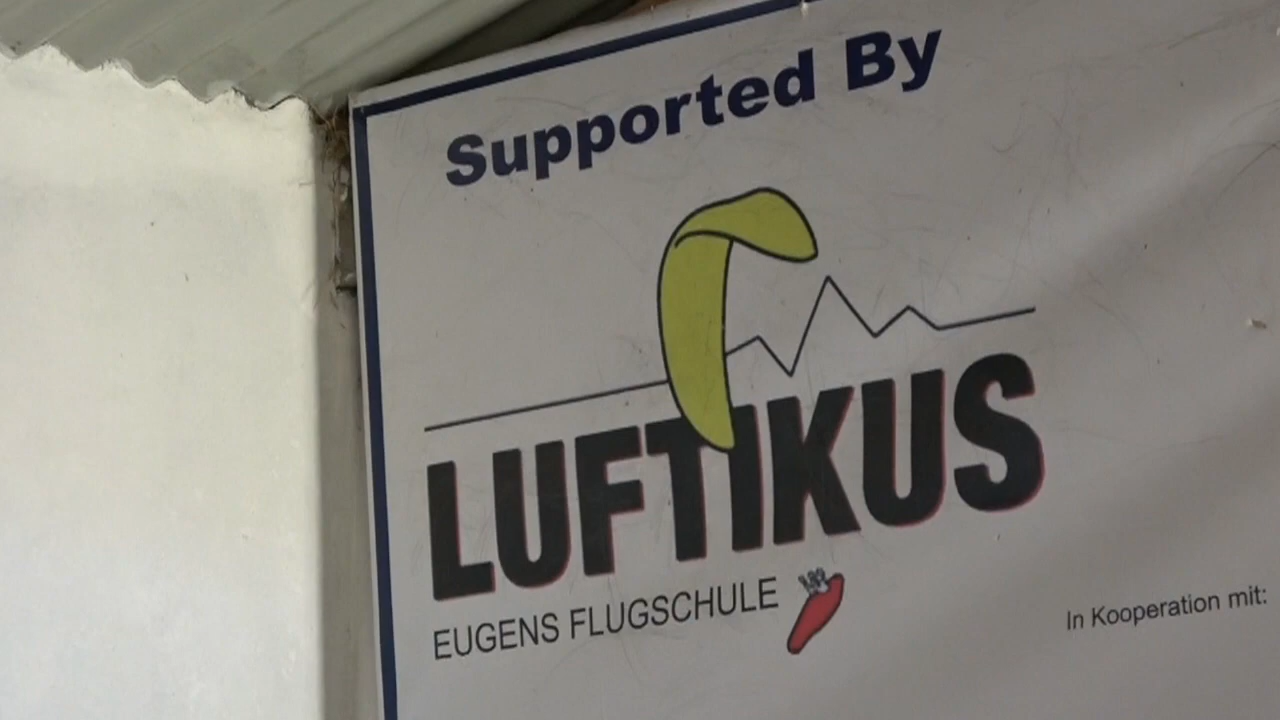 Supported By
LUFTIKUS
EUGENS FLUGSCHULE
In Kooperation mit: